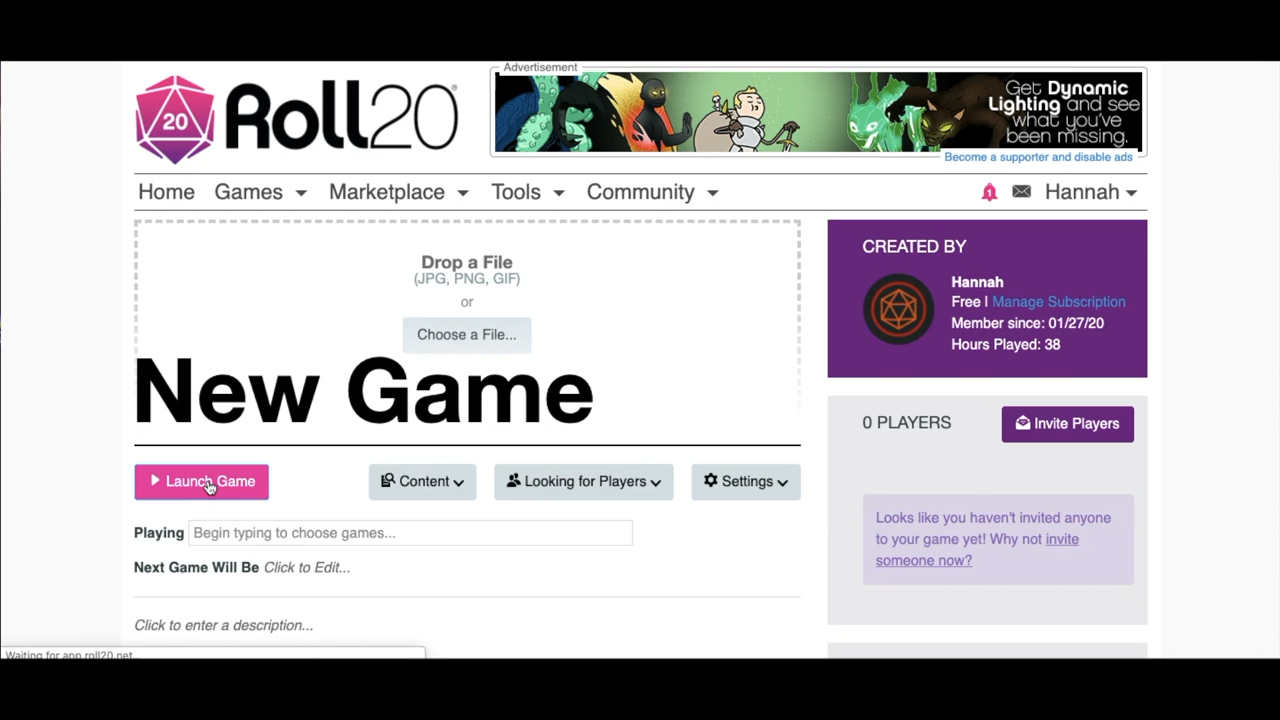 Advertisement
20
Roll20®
Get Dynamic
Lighting and see
what you've
been missing.
Become a supporter and disable ads
Home Games Marketplace Tools Community 1 Hannah
Drop a File
(JPG, PNG, GIF)
or
Choose a File...
New Game
Launch Game Content Looking for Players Settings
Playing Begin typing to choose games...
Next Game Will Be Click to Edit...
Click to enter a description...
CREATED BY
Hannah
Free | Manage Subscription
Member since: 01/27/20
Hours Played: 38
0 PLAYERS Invite Players
Looks like you haven't invited anyone
to your game yet! Why not invite
someone now?
Waiting for app.roll20.net...